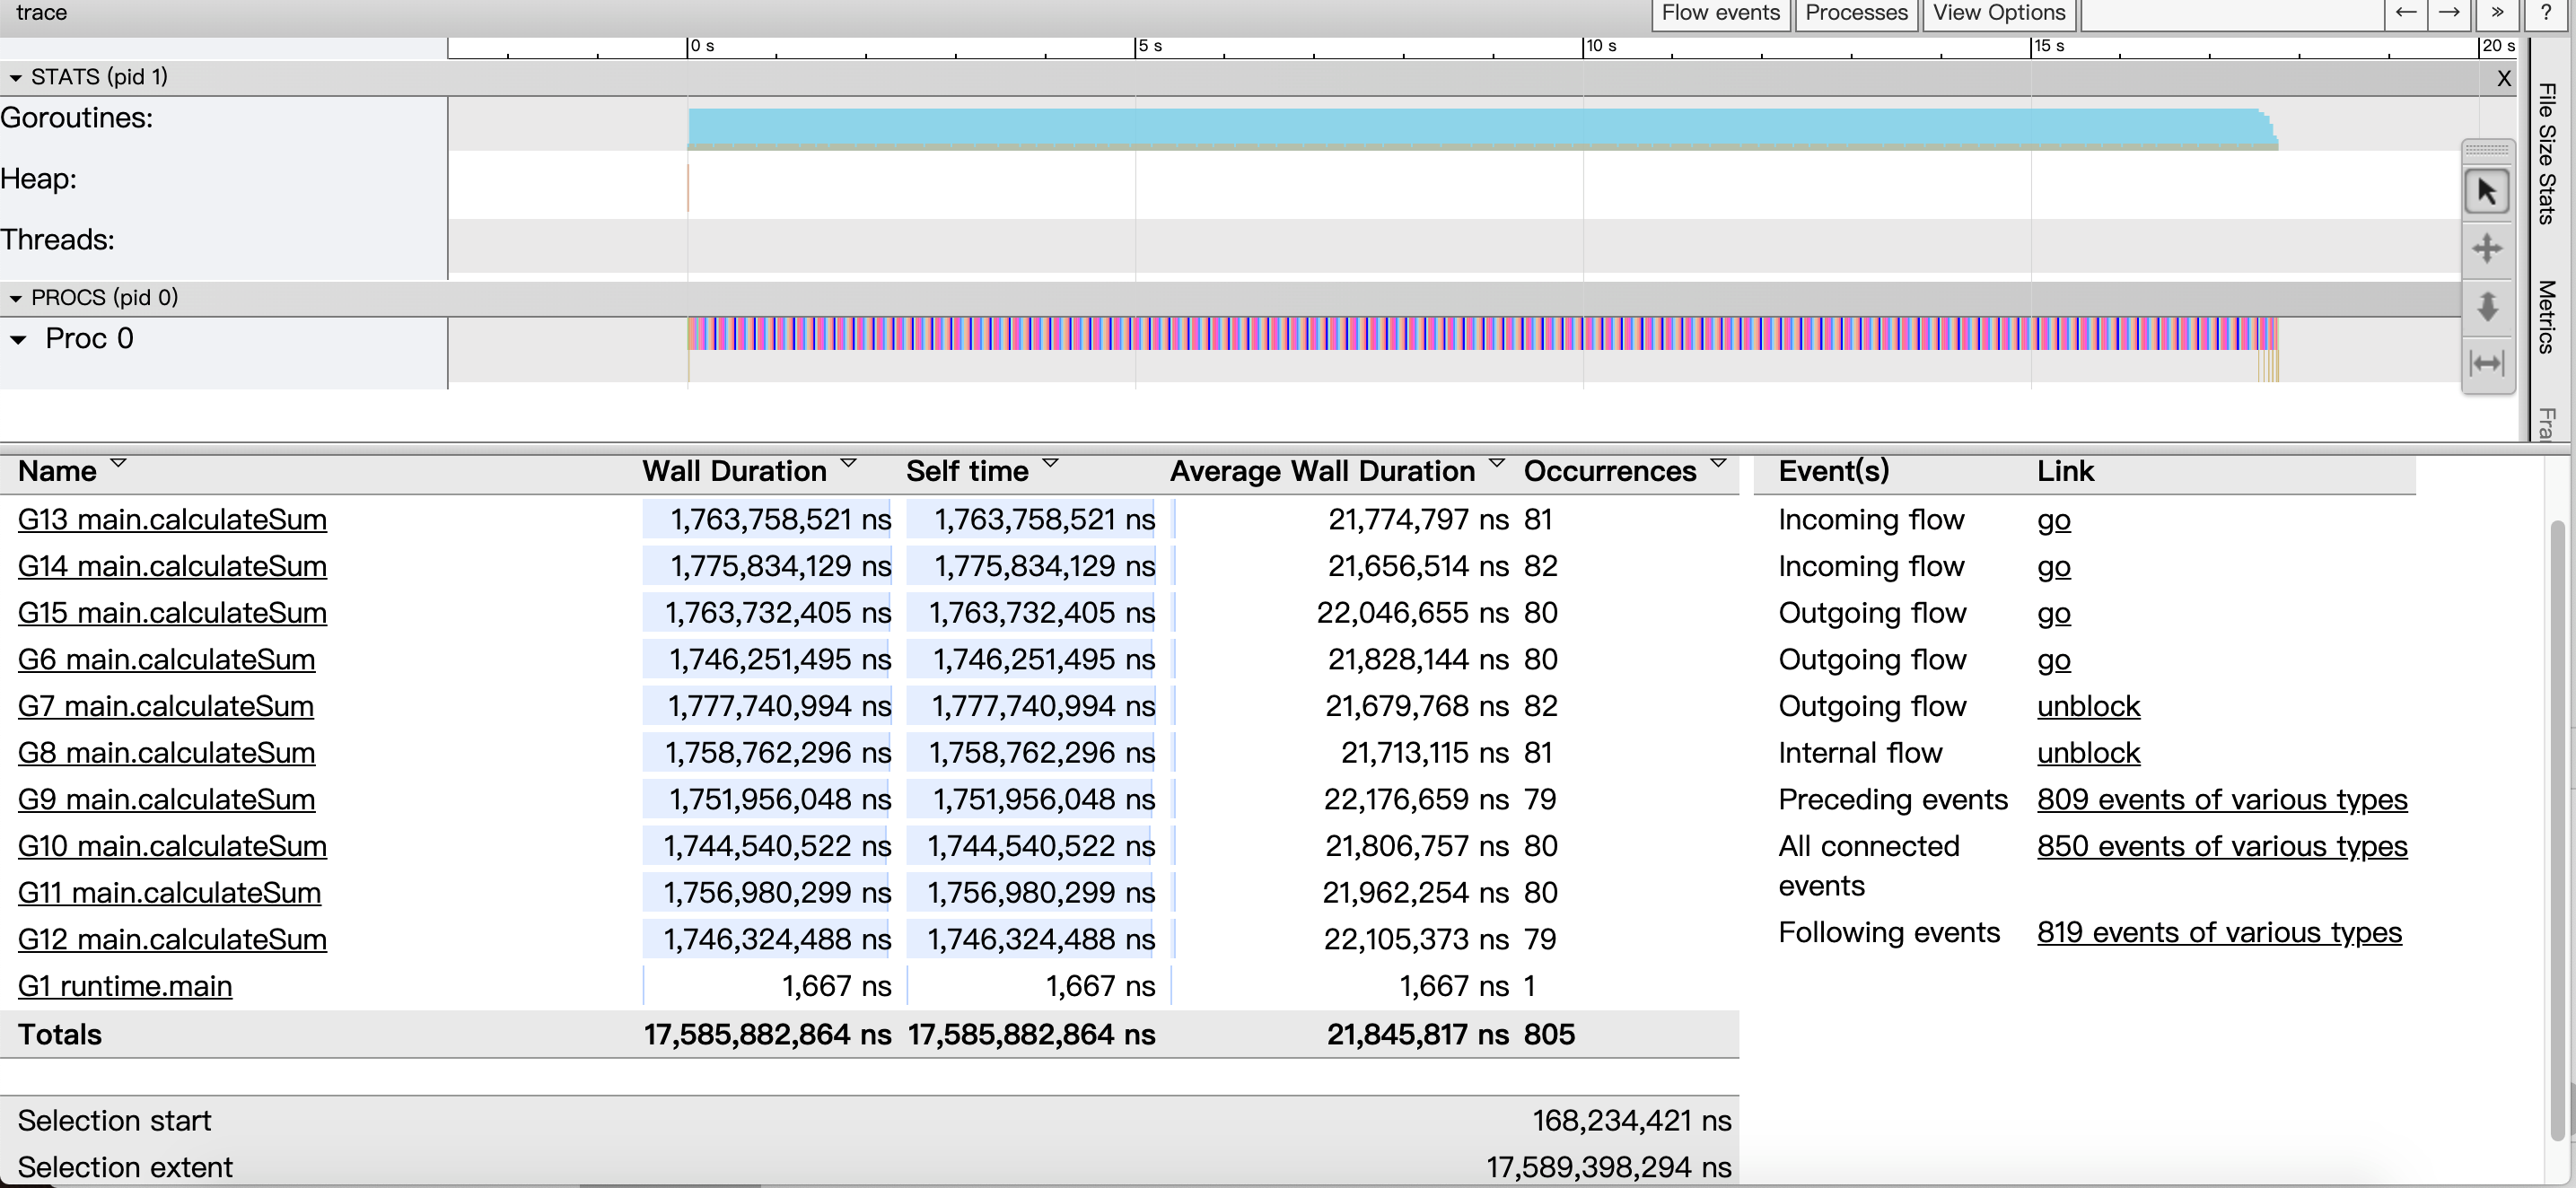 trace
Flow events Processes View Options ← → » ?
0 s 5 s 10 s 15 s 20 s
▾ STATS (pid 1) X
Goroutines:
Heap:
Threads:
▾ PROCS (pid 0)
▾ Proc 0
File Size Stats
Metrics
Fra
Name Wall Duration Self time Average Wall Duration Occurrences Event(s) Link
G13 main.calculateSum 1,763,758,521 ns 1,763,758,521 ns 21,774,797 ns 81 Incoming flow go
G14 main.calculateSum 1,775,834,129 ns 1,775,834,129 ns 21,656,514 ns 82 Incoming flow go
G15 main.calculateSum 1,763,732,405 ns 1,763,732,405 ns 22,046,655 ns 80 Outgoing flow go
G6 main.calculateSum 1,746,251,495 ns 1,746,251,495 ns 21,828,144 ns 80 Outgoing flow go
G7 main.calculateSum 1,777,740,994 ns 1,777,740,994 ns 21,679,768 ns 82 Outgoing flow unblock
G8 main.calculateSum 1,758,762,296 ns 1,758,762,296 ns 21,713,115 ns 81 Internal flow unblock
G9 main.calculateSum 1,751,956,048 ns 1,751,956,048 ns 22,176,659 ns 79 Preceding events 809 events of various types
G10 main.calculateSum 1,744,540,522 ns 1,744,540,522 ns 21,806,757 ns 80 All connected events 850 events of various types
G11 main.calculateSum 1,756,980,299 ns 1,756,980,299 ns 21,962,254 ns 80
G12 main.calculateSum 1,746,324,488 ns 1,746,324,488 ns 22,105,373 ns 79 Following events 819 events of various types
G1 runtime.main 1,667 ns 1,667 ns 1,667 ns 1
Totals 17,585,882,864 ns 17,585,882,864 ns 21,845,817 ns 805
Selection start 168,234,421 ns
Selection extent 17,589,398,294 ns